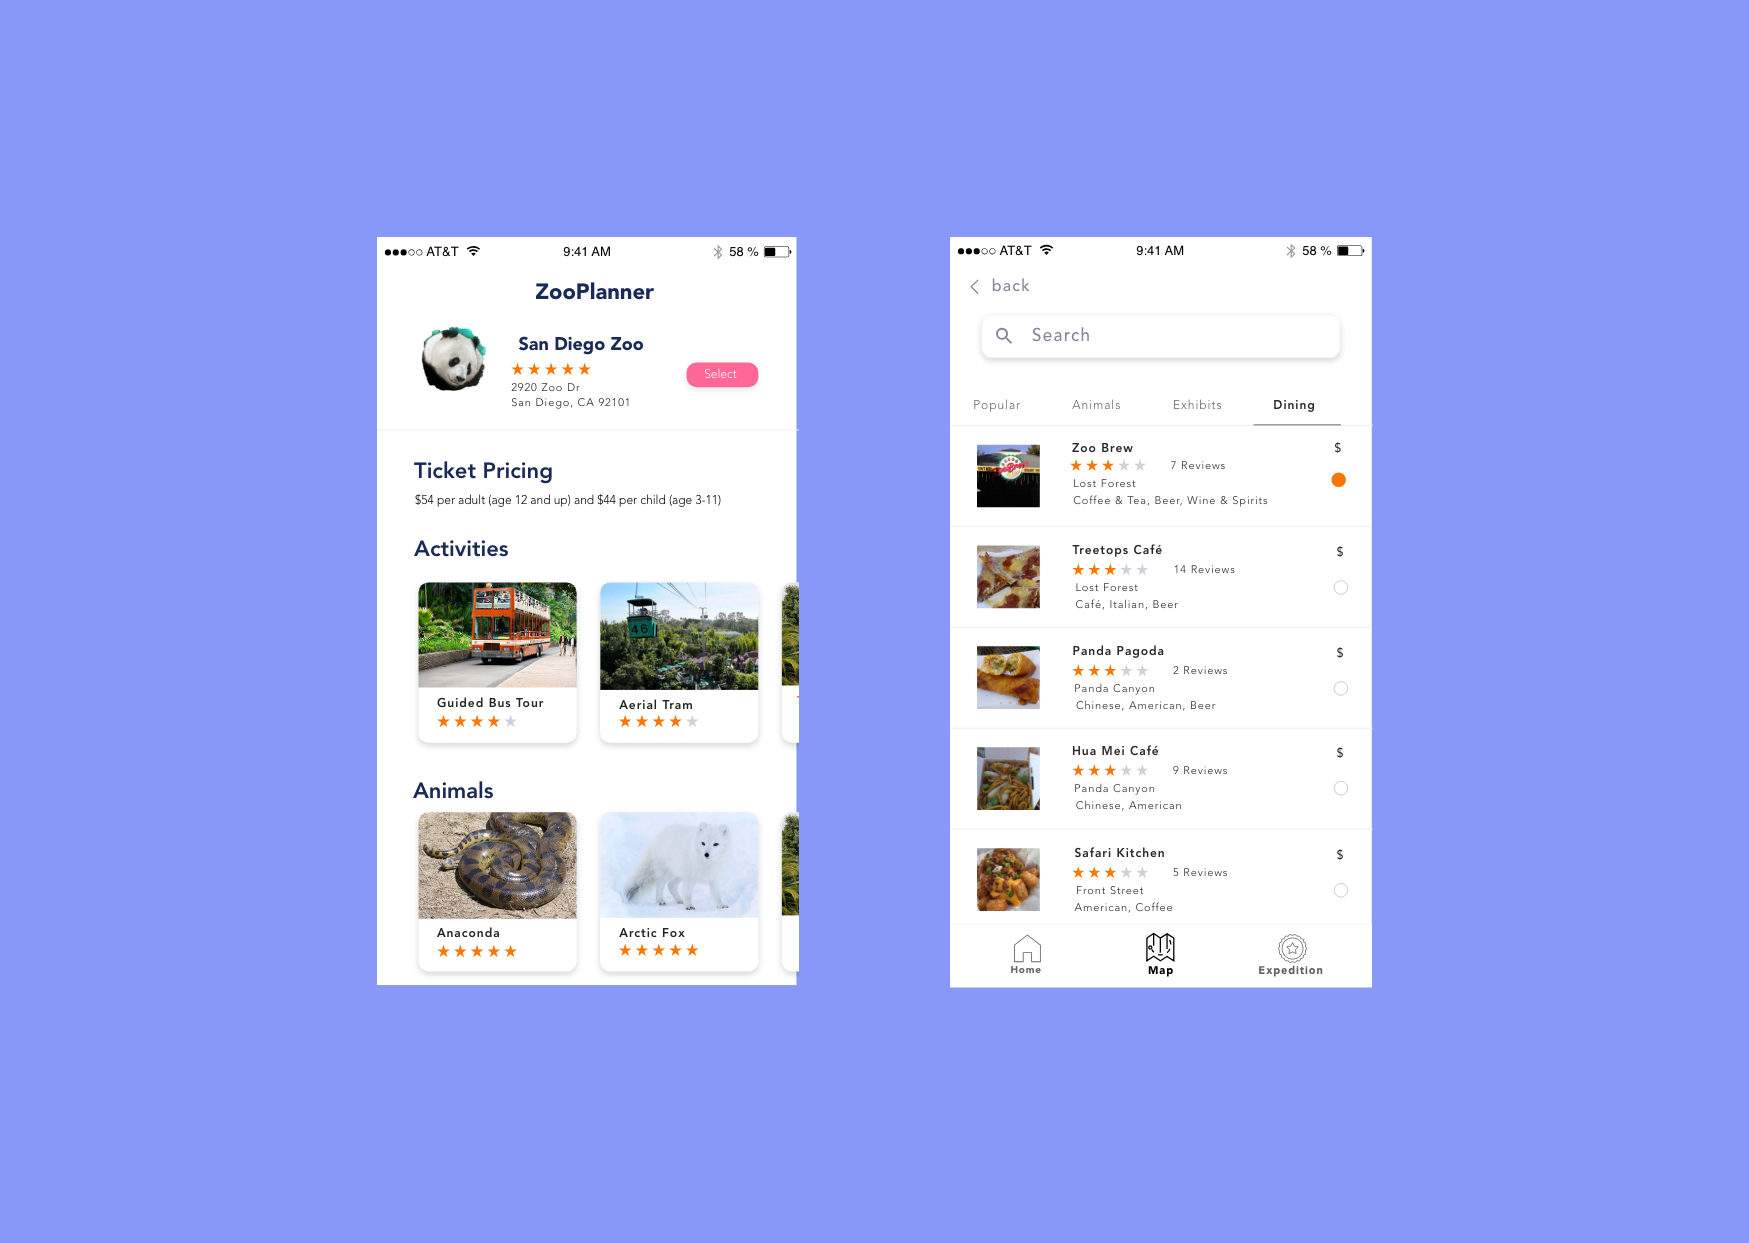 AT&T 9:41 AM 58 %
ZooPlanner
San Diego Zoo
2920 Zoo Dr
San Diego, CA 92101
Select
Ticket Pricing
$54 per adult (age 12 and up) and $44 per child (age 3-11)
Activities
46
Guided Bus Tour
Aerial Tram
Animals
Anaconda
Arctic Fox
AT&T 9:41 AM 58 %
back
Search
Popular Animals Exhibits Dining
Zoo Brew $
7 Reviews
Lost Forest
Coffee & Tea, Beer, Wine & Spirits
Zoo Brew
Treetops Café $
14 Reviews
Lost Forest
Café, Italian, Beer
Panda Pagoda $
2 Reviews
Panda Canyon
Chinese, American, Beer
Hua Mei Café $
9 Reviews
Panda Canyon
Chinese, American
Safari Kitchen $
5 Reviews
Front Street
American, Coffee
Home Map Expedition